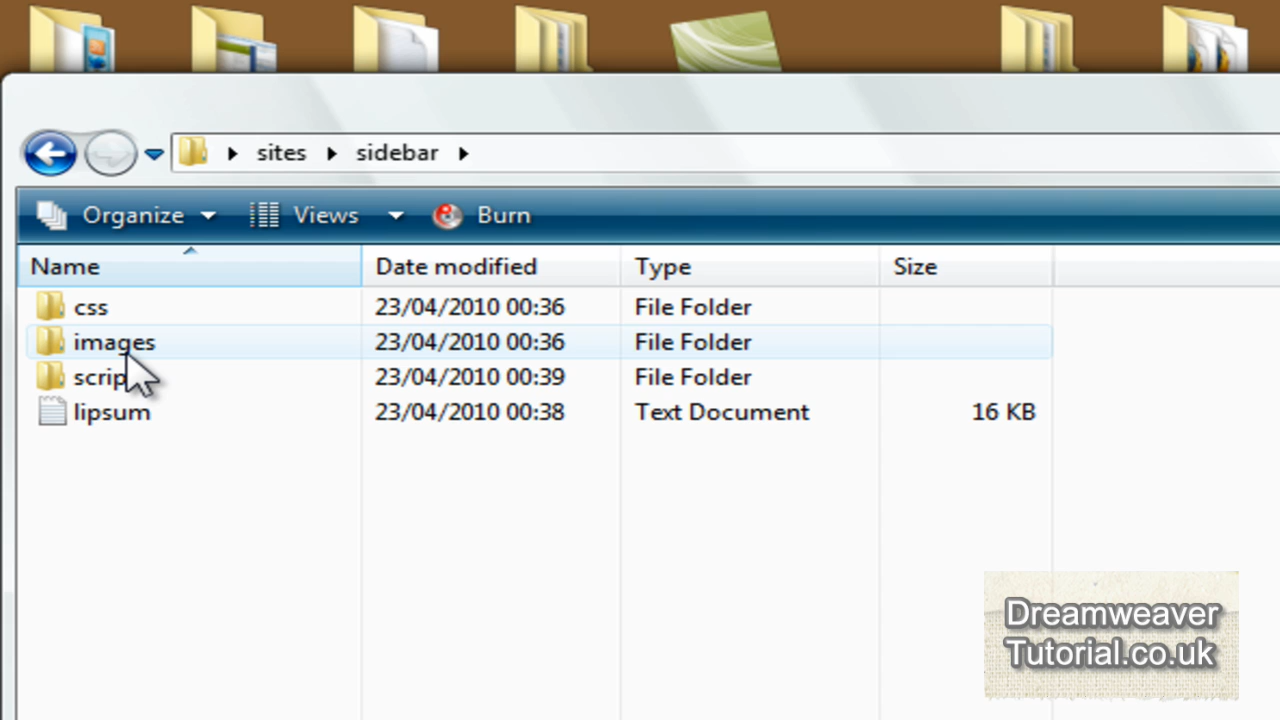 sites sidebar
Organize Views Burn
Name Date modified Type Size
css 23/04/2010 00:36 File Folder
images 23/04/2010 00:36 File Folder
23/04/2010 00:39 File Folder
lipsum 23/04/2010 00:38 Text Document 16 KB
Dreamweaver
Tutorial.co.uk